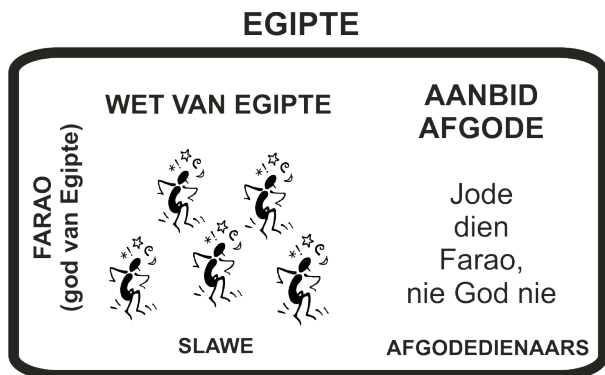 EGIPTE
WET VAN EGIPTE
FARAO
(god van Egipte)
SLAWE
AANBID
AFGODE
Jode
dien
Farao,
nie God nie
AFGODEDIENAARS